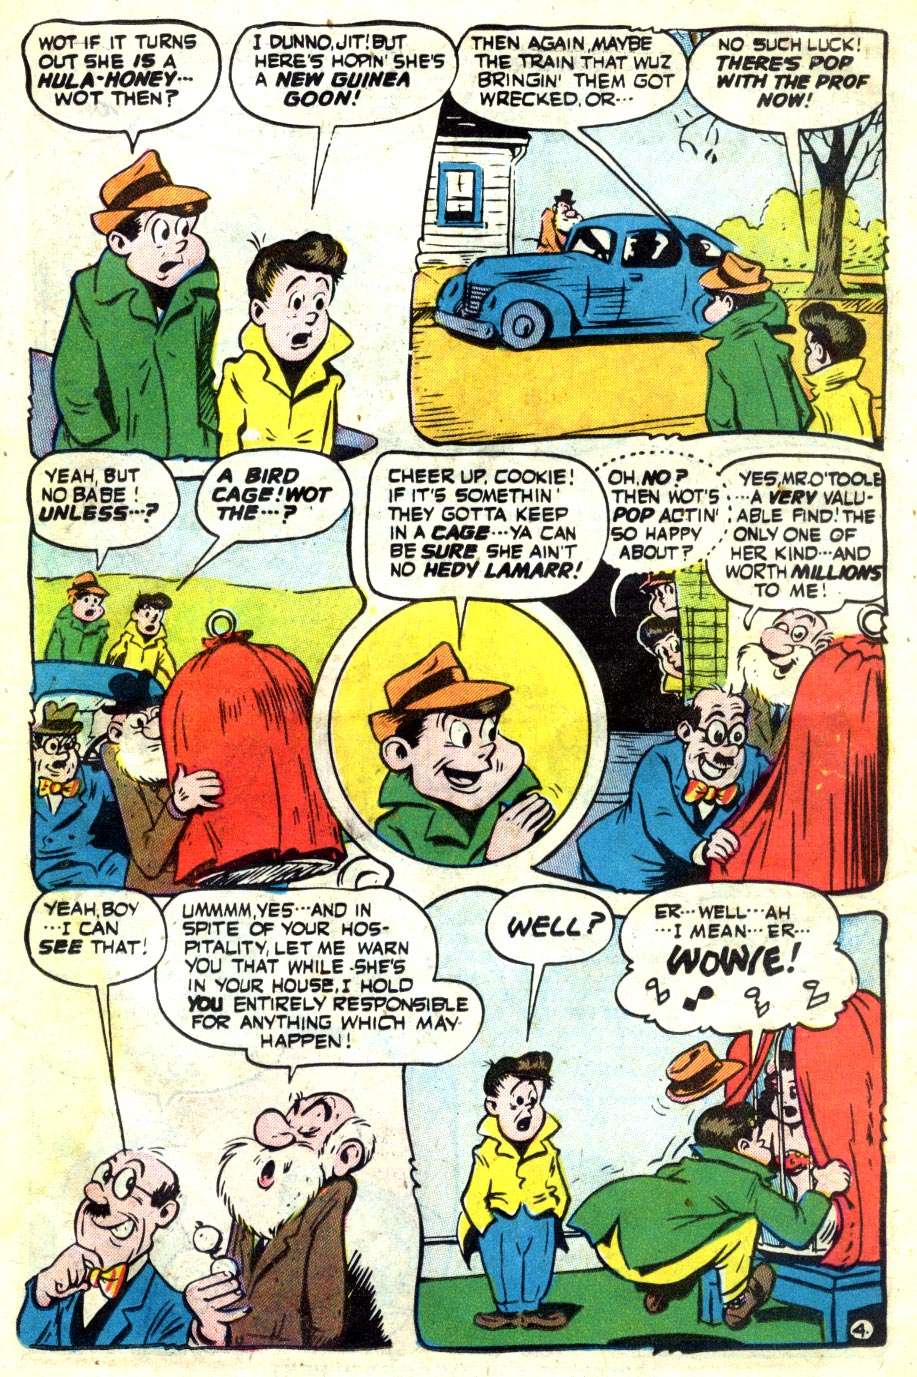 WOT IF IT TURNS
OUT SHE IS A
HULA-HONEY...
WOT THEN?
I DUNNO, JIT! BUT
HERE'S HOPIN' SHE'S
A NEW GUINEA
GOON!
THEN AGAIN, MAYBE
THE TRAIN THAT WUZ
BRINGIN' THEM GOT
WRECKED, OR...
NO SUCH LUCK!
THERE'S POP
WITH THE PROF
NOW!
YEAH, BUT
NO BABE!
UNLESS...?
A BIRD
CAGE! WOT
THE...?
CHEER UP, COOKIE!
IF IT'S SOMETHIN'
THEY GOTTA KEEP
IN A CAGE...YA CAN
BE SURE SHE AIN'T
NO HEDY LAMARR!
OH, NO?
THEN WOT'S
POP ACTIN'
SO HAPPY
ABOUT?
YES, MR. O'TOOLE
...A VERY VALU-
ABLE FIND! THE
ONLY ONE OF
HER KIND...AND
WORTH MILLIONS
TO ME!
YEAH, BOY
...I CAN
SEE THAT!
UMMMM, YES...AND IN
SPITE OF YOUR HOS-
PITALITY, LET ME WARN
YOU THAT WHILE SHE'S
IN YOUR HOUSE, I HOLD
YOU ENTIRELY RESPONSIBLE
FOR ANYTHING WHICH MAY
HAPPEN!
WELL?
ER...WELL...AH
...I MEAN...ER...
WOWIE!
4.